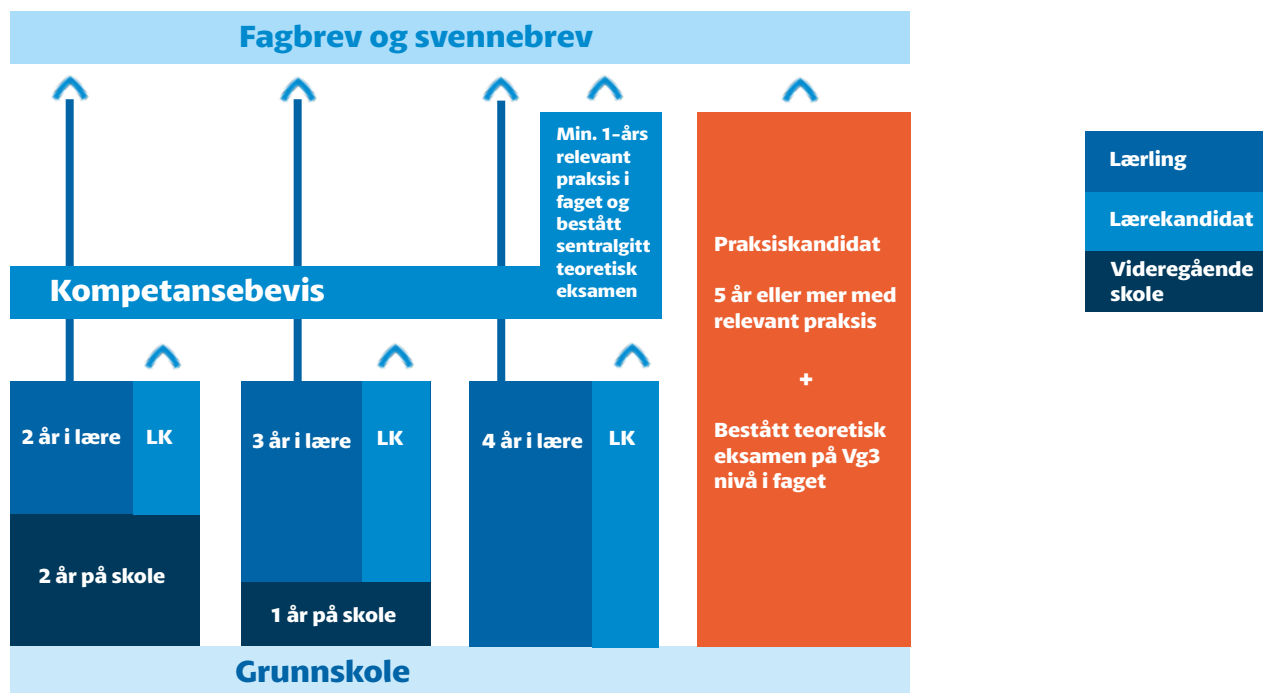 Fagbrev og svennebrev
Min. 1-års
relevant
praksis i
faget og
bestått
sentralgitt
teoretisk
eksamen
Kompetansebevis
2 år i lære
LK
2 år på skole
3 år i lære
LK
1 år på skole
4 år i lære
LK
Praksiskandidat
5 år eller mer med
relevant praksis
+
Bestått teoretisk
eksamen på Vg3
nivå i faget
Grunnskole
Lærling
Lærekandidat
Videregående
skole